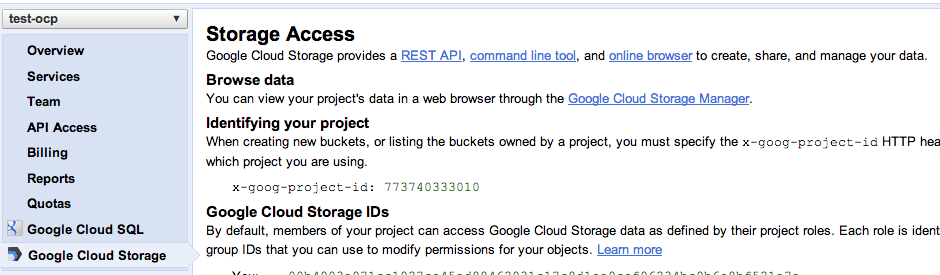 test-ocp
Overview
Services
Team
API Access
Billing
Reports
Quotas
Google Cloud SQL
Google Cloud Storage
Storage Access
Google Cloud Storage provides a REST API, command line tool, and online browser to create, share, and manage your data.
Browse data
You can view your project's data in a web browser through the Google Cloud Storage Manager.
Identifying your project
When creating new buckets, or listing the buckets owned by a project, you must specify the x-goog-project-id HTTP hea
which project you are using.
x-goog-project-id: 773740333010
Google Cloud Storage IDs
By default, members of your project can access Google Cloud Storage data as defined by their project roles. Each role is ident
group IDs that you can use to modify permissions for your objects. Learn more